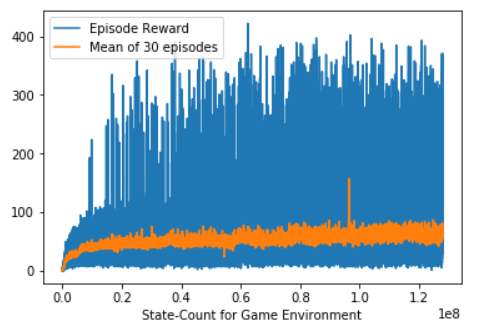 Episode Reward
Mean of 30 episodes
400
300
200
100
0
0.0 0.2 0.4 0.6 0.8 1.0 1.2
1e8
State-Count for Game Environment